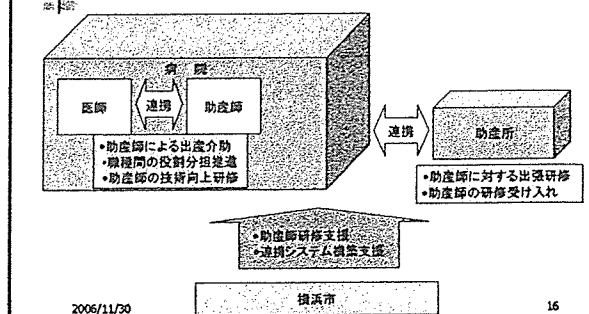 病院
医師
連携
助産師
•助産師による出産介助
•職種間の役割分担推進
•助産師の技術向上研修
連携
助産所
•助産師に対する出張研修
•助産師の研修受け入れ
•助産師研修支援
•連携システム構築支援
横浜市
2006/11/30
16